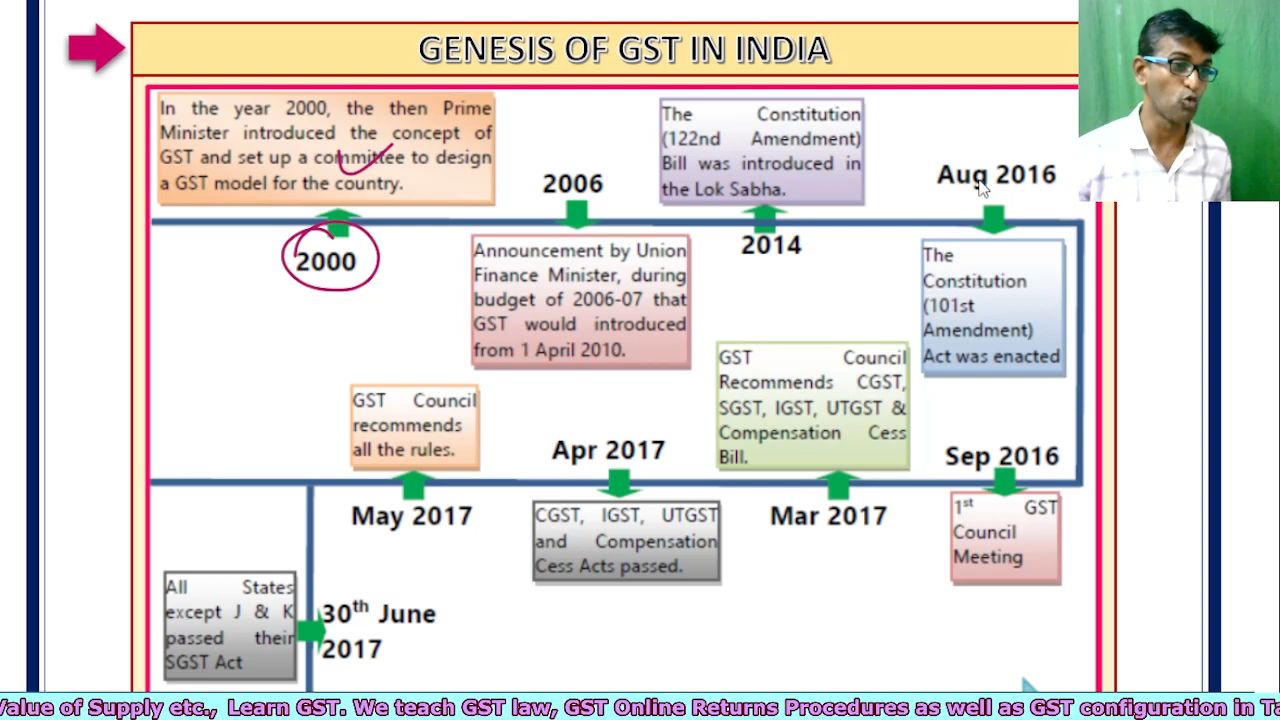 GENESIS OF GST IN INDIA
In the year 2000, the then Prime
Minister introduced the concept of
GST and set up a committee to design
a GST model for the country.
2000
2006
Announcement by Union
Finance Minister, during
budget of 2006-07 that
GST would introduced
from 1 April 2010.
The Constitution
(122nd Amendment)
Bill was introduced in
the Lok Sabha.
2014
Aug 2016
The
Constitution
(101st
Amendment)
Act was enacted
Sep 2016
1st GST
Council
Meeting
GST Council
Recommends CGST,
SGST, IGST, UTGST &
Compensation Cess
Bill.
Mar 2017
Apr 2017
CGST, IGST, UTGST
and Compensation
Cess Acts passed.
GST Council
recommends
all the rules.
May 2017
All States
except J & K
passed their
SGST Act
30th June
2017
Value of Supply etc., Learn GST. We teach GST law, GST Online Returns Procedures as well as GST configuration in T